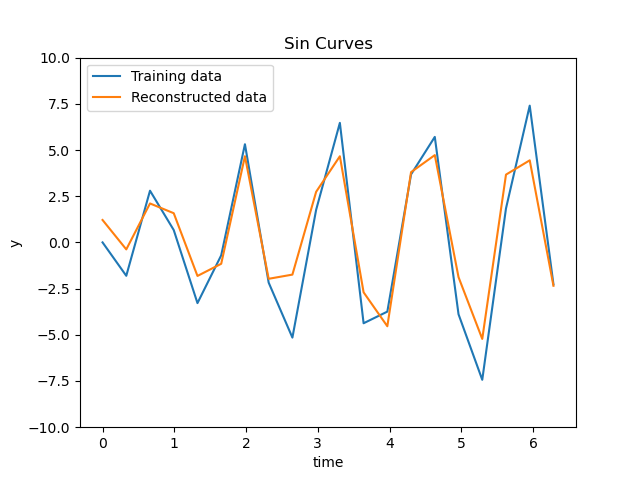 Sin Curves
Training data
Reconstructed data
10.0
7.5
5.0
2.5
0.0
−2.5
−5.0
−7.5
−10.0
y
0 1 2 3 4 5 6
time